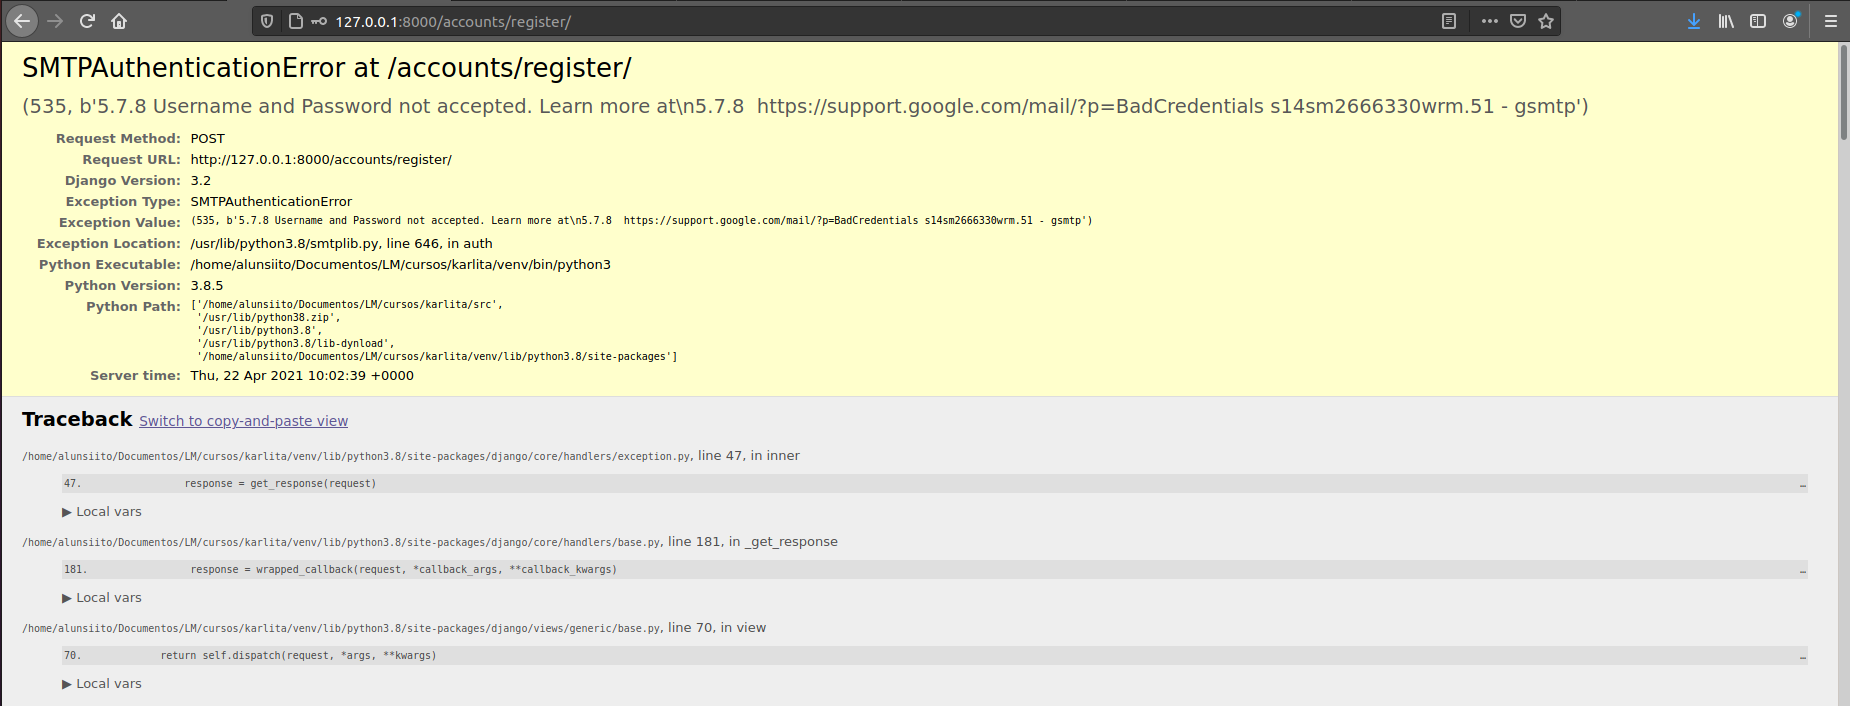 127.0.0.1:8000/accounts/register/
SMTPAuthenticationError at /accounts/register/
(535, b'5.7.8 Username and Password not accepted. Learn more at\n5.7.8  https://support.google.com/mail/?p=BadCredentials s14sm2666330wrm.51 - gsmtp')
Request Method: POST
Request URL: http://127.0.0.1:8000/accounts/register/
Django Version: 3.2
Exception Type: SMTPAuthenticationError
Exception Value: (535, b'5.7.8 Username and Password not accepted. Learn more at\n5.7.8  https://support.google.com/mail/?p=BadCredentials s14sm2666330wrm.51 - gsmtp')
Exception Location: /usr/lib/python3.8/smtplib.py, line 646, in auth
Python Executable: /home/alunsiito/Documentos/LM/cursos/karlita/venv/bin/python3
Python Version: 3.8.5
Python Path: ['/home/alunsiito/Documentos/LM/cursos/karlita/src',
'/usr/lib/python38.zip',
'/usr/lib/python3.8',
'/usr/lib/python3.8/lib-dynload',
'/home/alunsiito/Documentos/LM/cursos/karlita/venv/lib/python3.8/site-packages']
Server time: Thu, 22 Apr 2021 10:02:39 +0000
Traceback Switch to copy-and-paste view
/home/alunsiito/Documentos/LM/cursos/karlita/venv/lib/python3.8/site-packages/django/core/handlers/exception.py, line 47, in inner
47. response = get_response(request) …
▶ Local vars
/home/alunsiito/Documentos/LM/cursos/karlita/venv/lib/python3.8/site-packages/django/core/handlers/base.py, line 181, in _get_response
181. response = wrapped_callback(request, *callback_args, **callback_kwargs) …
▶ Local vars
/home/alunsiito/Documentos/LM/cursos/karlita/venv/lib/python3.8/site-packages/django/views/generic/base.py, line 70, in view
70. return self.dispatch(request, *args, **kwargs) …
▶ Local vars